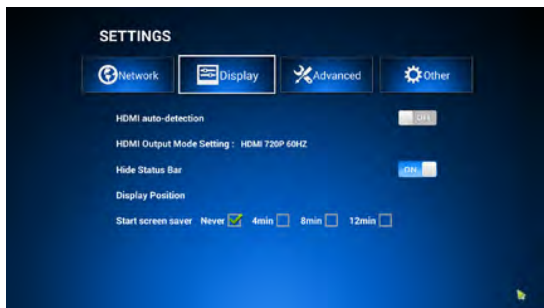 SETTINGS
Network Display Advanced Other
HDMI auto-detection OFF
HDMI Output Mode Setting : HDMI 720P 60HZ
Hide Status Bar ON
Display Position
Start screen saver Never 4min 8min 12min